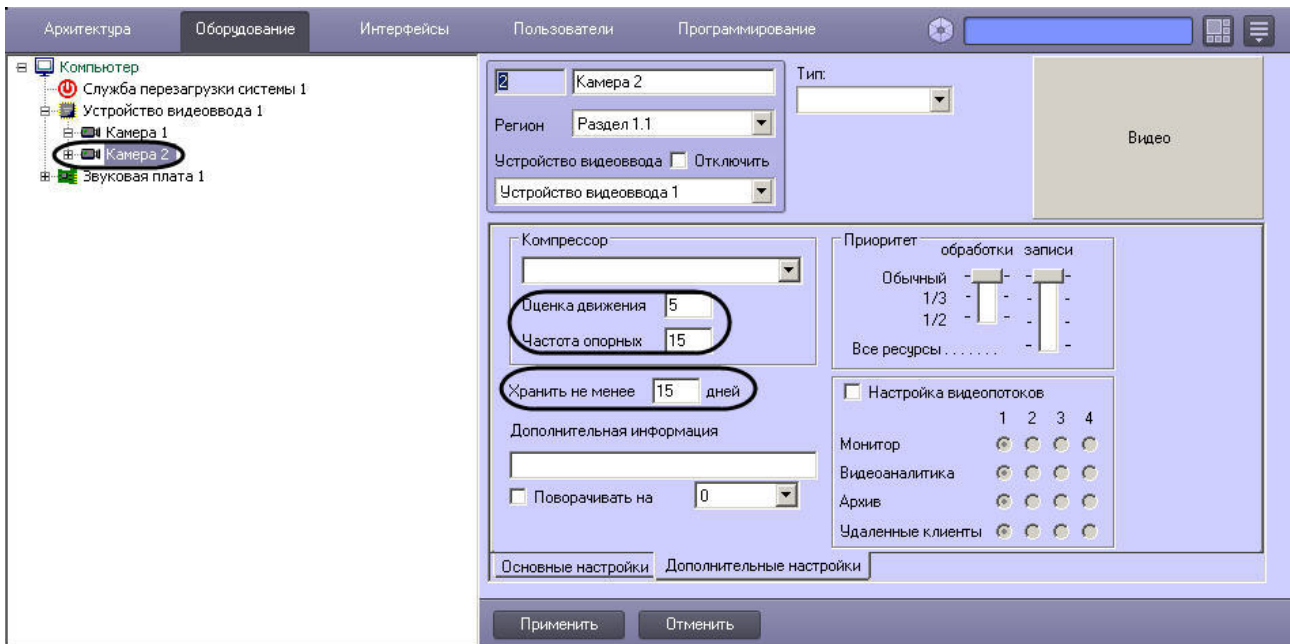 Архитектура Оборудование Интерфейсы Пользователи Программирование
Компьютер
Служба перезагрузки системы 1
Устройство видеоввода 1
Камера 1
Камера 2
Звуковая плата 1
2 Камера 2
Регион Раздел 1.1
Устройство видеоввода Отключить
Устройство видеоввода 1
Тип:
Видео
Компрессор
Оценка движения 5
Частота опорных 15
Хранить не менее 15 дней
Дополнительная информация
Поворачивать на 0
Приоритет
обработки записи
Обычный
1/3
1/2
Все ресурсы . . . . . . .
Настройка видеопотоков
1 2 3 4
Монитор
Видеоаналитика
Архив
Удаленные клиенты
Основные настройки Дополнительные настройки
Применить Отменить